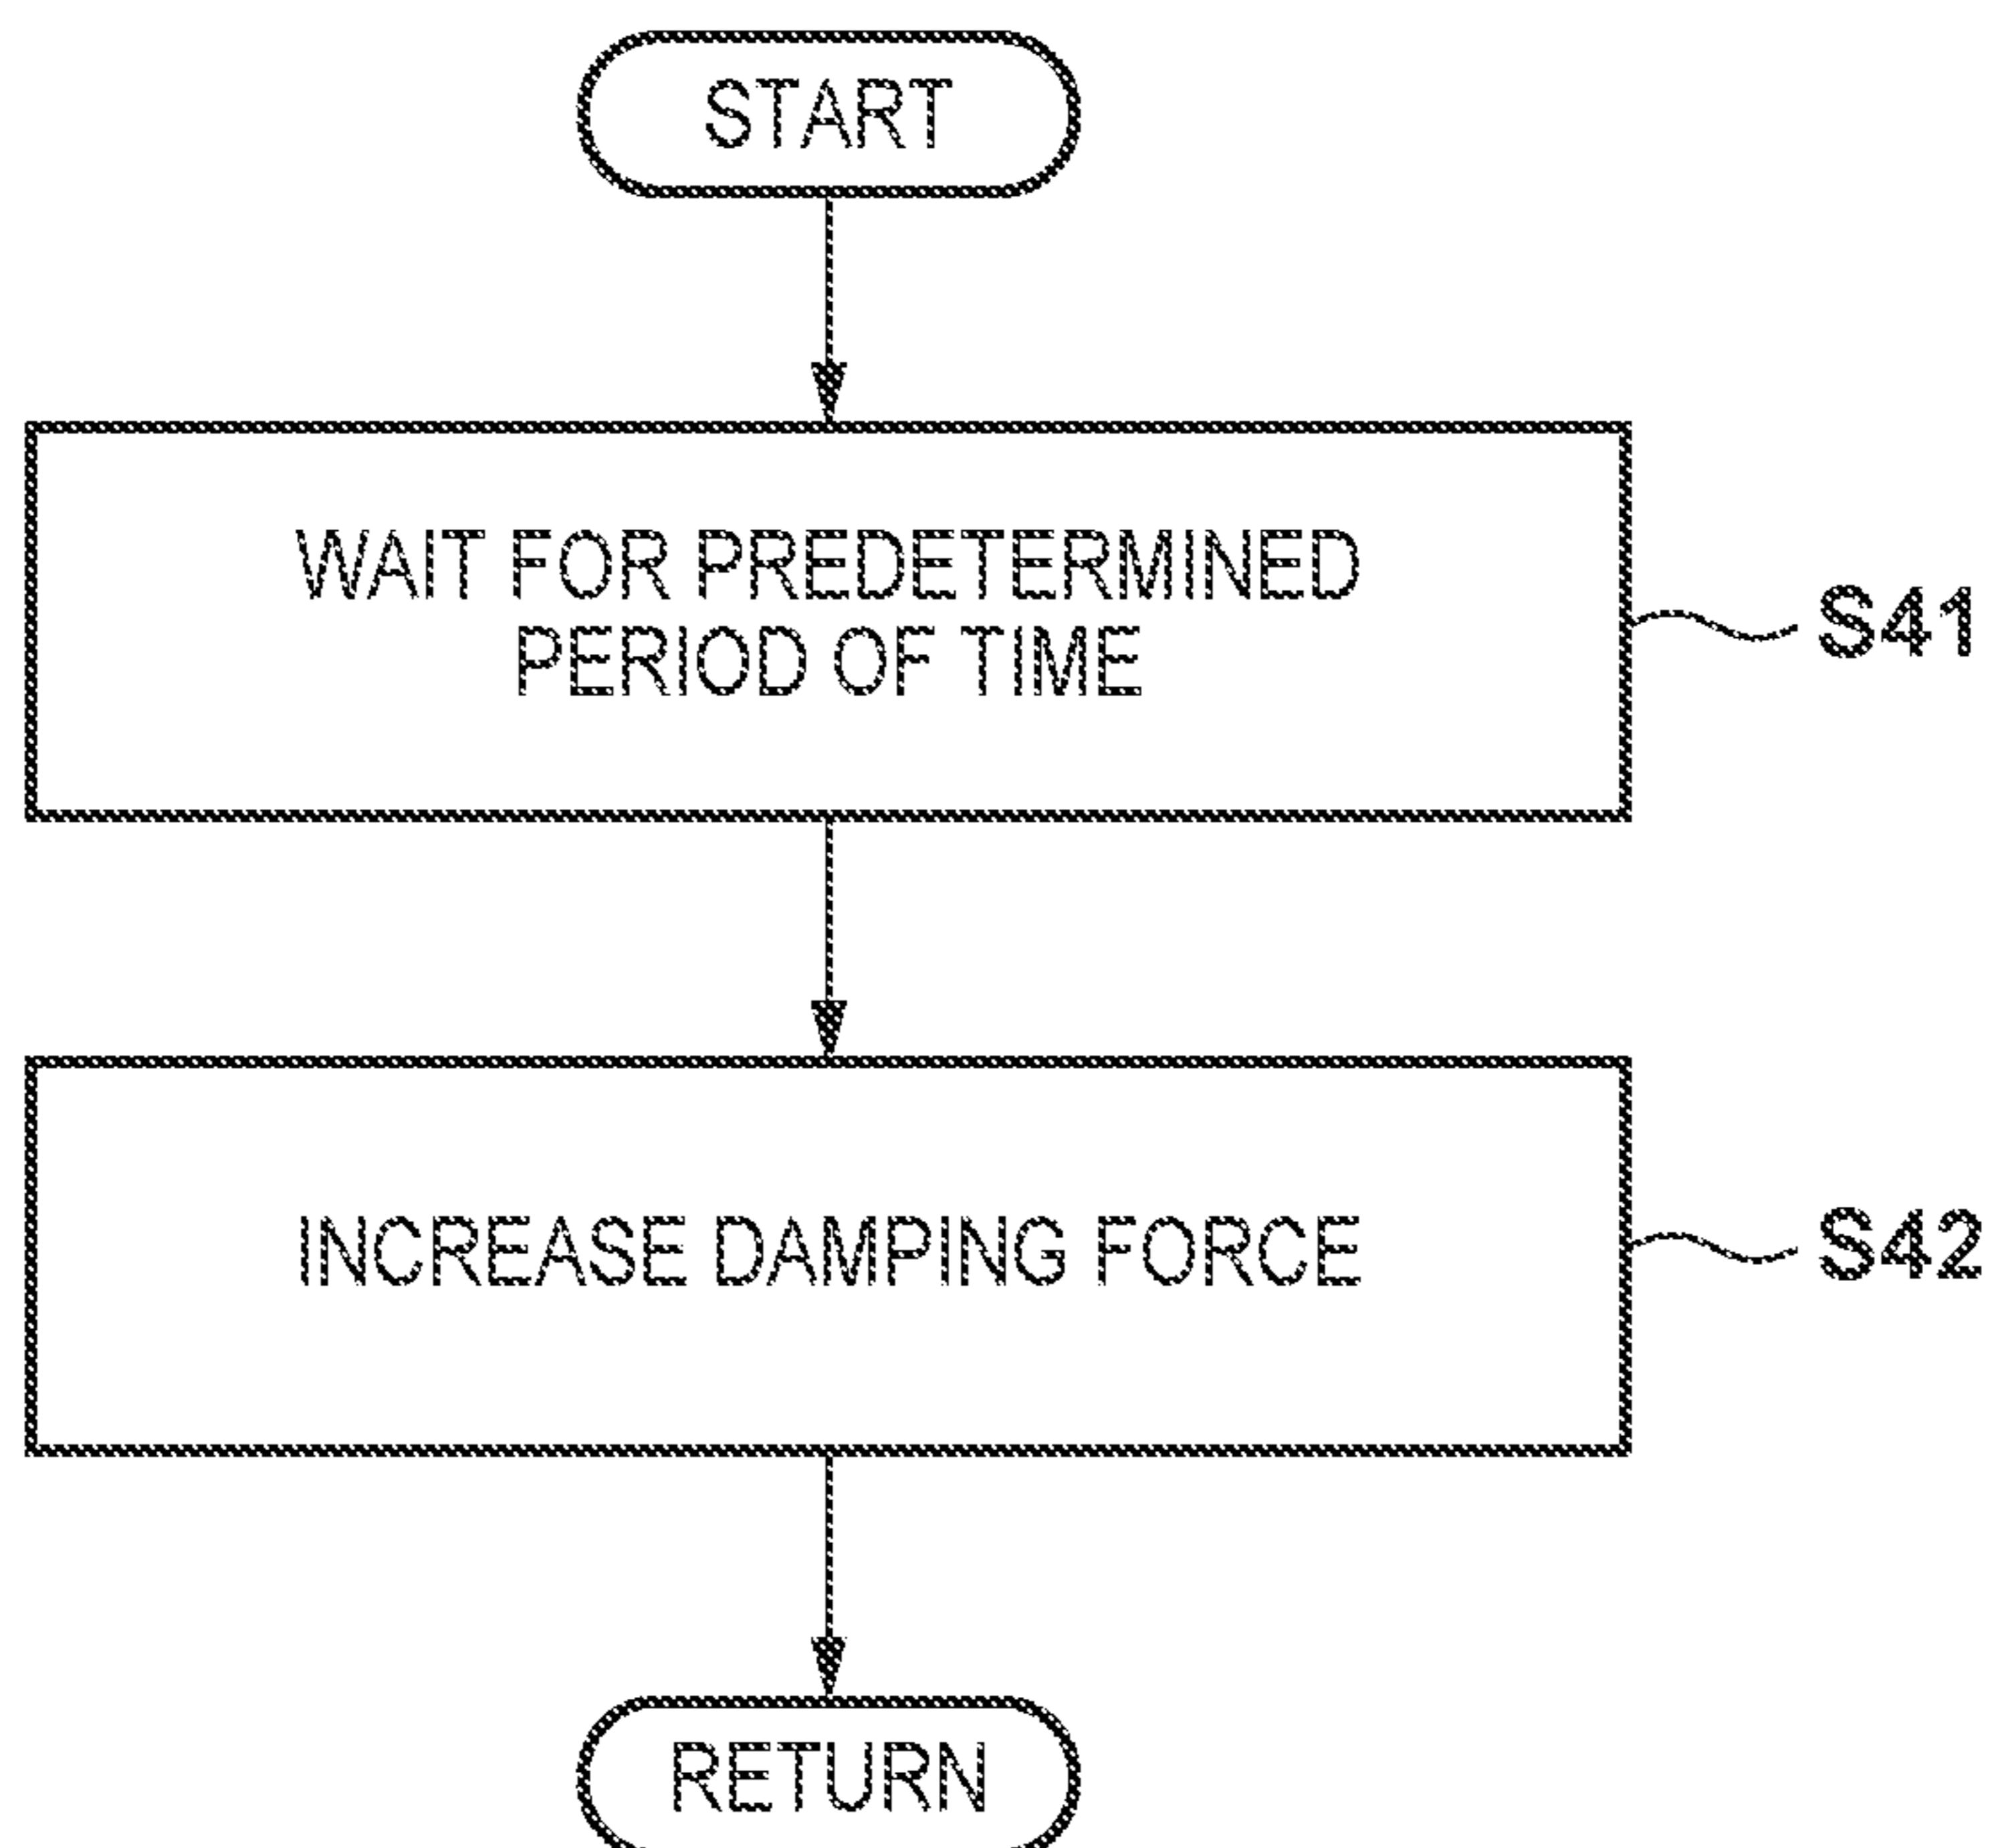 START
WAIT FOR PREDETERMINED
PERIOD OF TIME
S41
INCREASE DAMPING FORCE
S42
RETURN